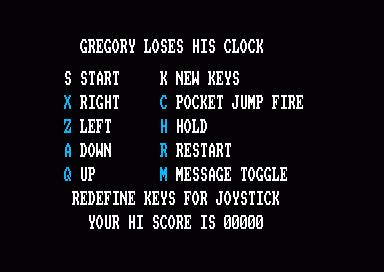 GREGORY LOSES HIS CLOCK
S START K NEW KEYS
X RIGHT C POCKET JUMP FIRE
Z LEFT H HOLD
A DOWN R RESTART
Q UP M MESSAGE TOGGLE
REDEFINE KEYS FOR JOYSTICK
YOUR HI SCORE IS 00000